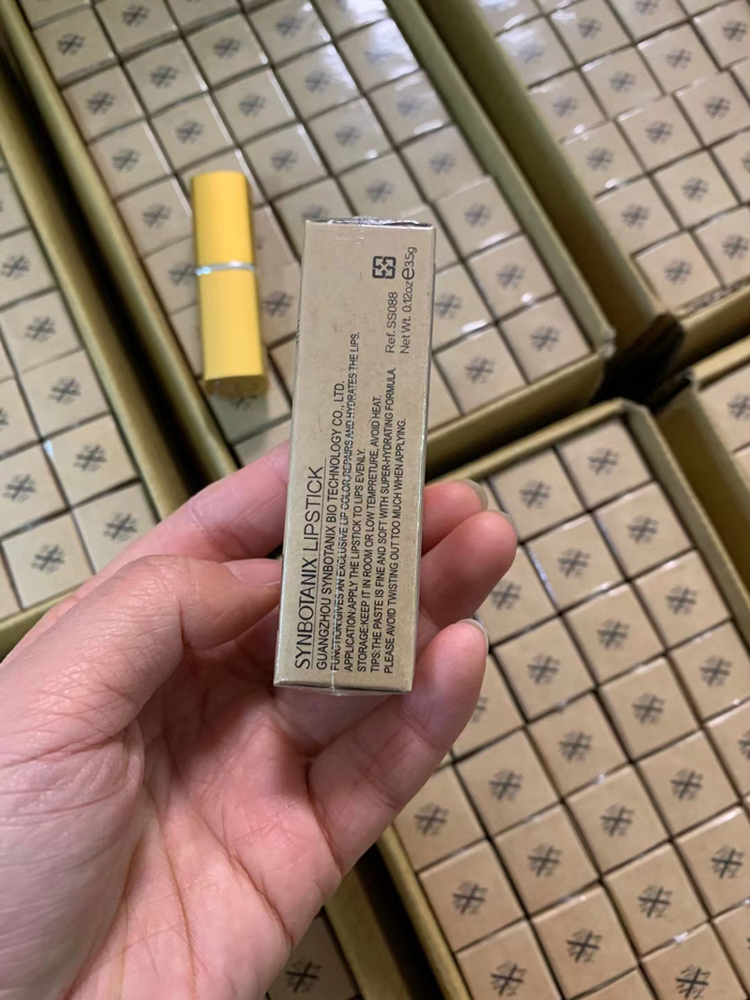 SYNBOTANIX LIPSTICK
GUANGZHOU SYNBOTANIX BIO TECHNOLOGY CO., LTD.
FUNCTION:GIVES AN EXCLUSIVE LIP COLOR,REPAIRS AND HYDRATES THE LIPS.
APPLICATION:APPLY THE LIPSTICK TO LIPS EVENLY.
STORAGE:KEEP IT IN ROOM OR LOW TEMPRETURE, AVOID HEAT.
TIPS:THE PASTE IS FINE AND SOFT WITH SUPER-HYDRATING FORMULA.
PLEASE AVOID TWISTING OUT TOO MUCH WHEN APPLYING.
Ref. SS088
Net Wt. 0.12oz e3.5g